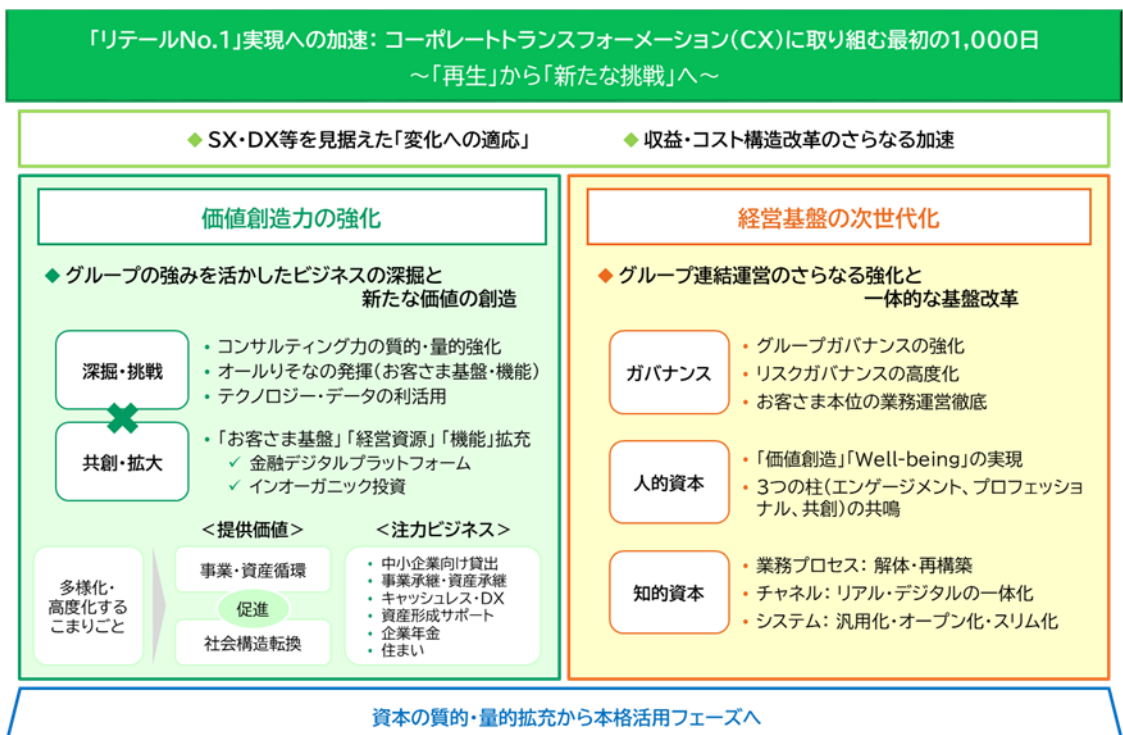 「リテールNo.1」実現への加速: コーポレートトランスフォーメーション(CX)に取り組む最初の1,000日
～「再生」から「新たな挑戦」へ～
◆ SX・DX等を見据えた「変化への適応」
◆ 収益・コスト構造改革のさらなる加速
価値創造力の強化
◆ グループの強みを活かしたビジネスの深掘と
新たな価値の創造
深掘・挑戦
• コンサルティング力の質的・量的強化
• オールりそなの発揮(お客さま基盤・機能)
• テクノロジー・データの利活用
共創・拡大
• 「お客さま基盤」「経営資源」「機能」拡充
✓ 金融デジタルプラットフォーム
✓ インオーガニック投資
多様化・
高度化する
こまりごと
＜提供価値＞
事業・資産循環
促進
社会構造転換
＜注力ビジネス＞
• 中小企業向け貸出
• 事業承継・資産承継
• キャッシュレス・DX
• 資産形成サポート
• 企業年金
• 住まい
経営基盤の次世代化
◆ グループ連結運営のさらなる強化と
一体的な基盤改革
ガバナンス
• グループガバナンスの強化
• リスクガバナンスの高度化
• お客さま本位の業務運営徹底
人的資本
• 「価値創造」「Well-being」の実現
• 3つの柱(エンゲージメント、プロフェッショ
ナル、共創)の共鳴
知的資本
• 業務プロセス: 解体・再構築
• チャネル: リアル・デジタルの一体化
• システム: 汎用化・オープン化・スリム化
資本の質的・量的拡充から本格活用フェーズへ